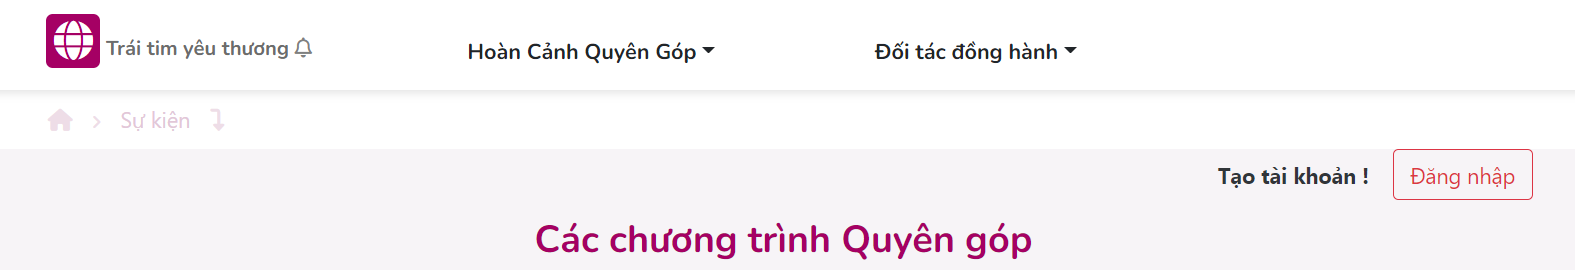 Trái tim yêu thương
Hoàn Cảnh Quyên Góp
Đối tác đồng hành
Sự kiện
Tạo tài khoản !
Đăng nhập
Các chương trình Quyên góp